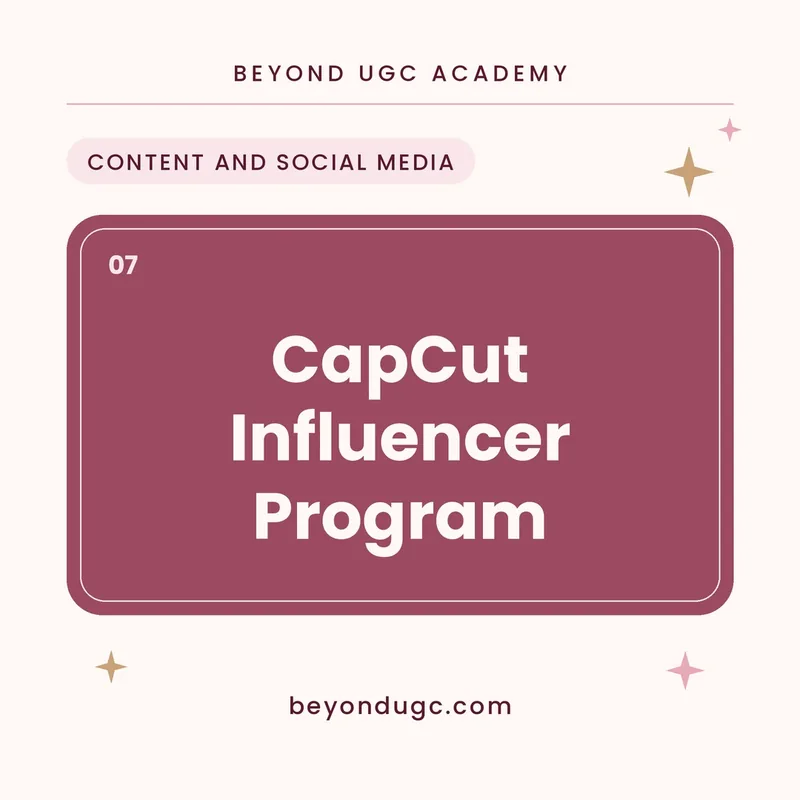 BEYOND UGC ACADEMY
CONTENT AND SOCIAL MEDIA
07
CapCut
Influencer
Program
beyondugc.com